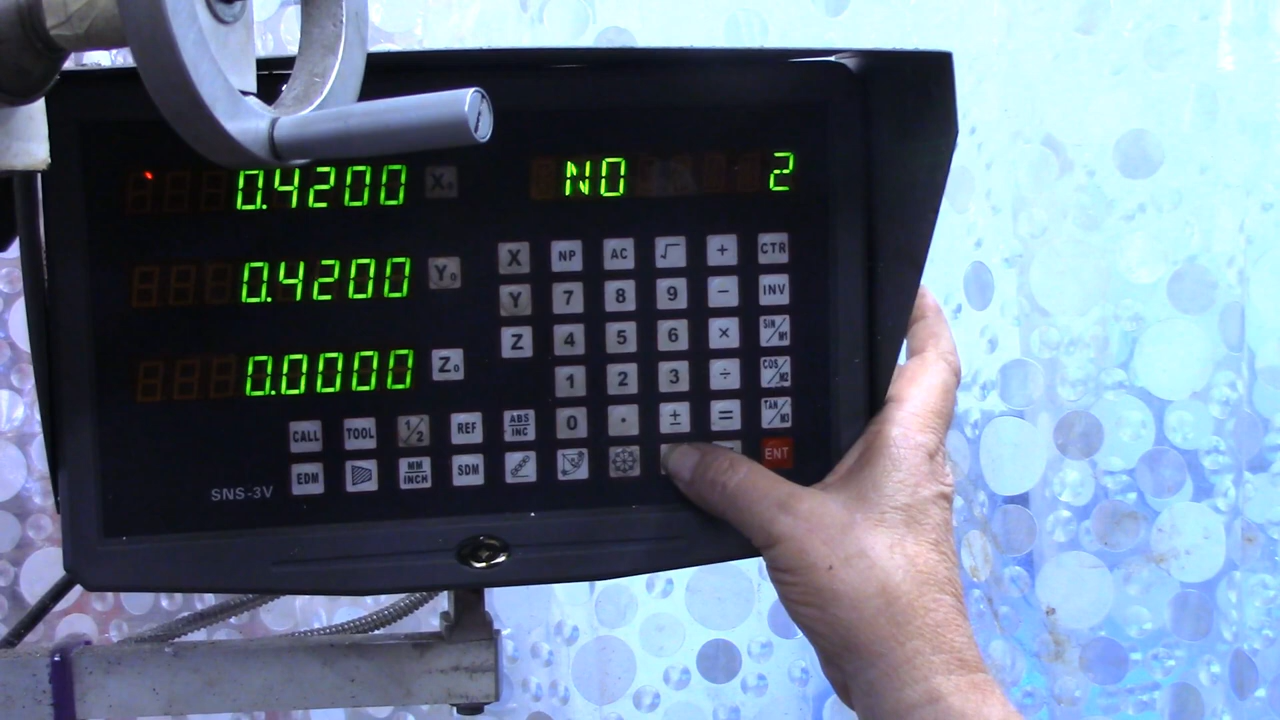 0.4200 X₀ NO 2
0.4200 Y₀
0.0000 Z₀
X NP AC √ + CTR
Y 7 8 9 − INV
Z 4 5 6 × SIN/M1
1 2 3 ÷ COS/M2
0 · ± = TAN/M3
CALL TOOL 1/2 REF ABS/INC
EDM MM/INCH SDM ENT
SNS-3V